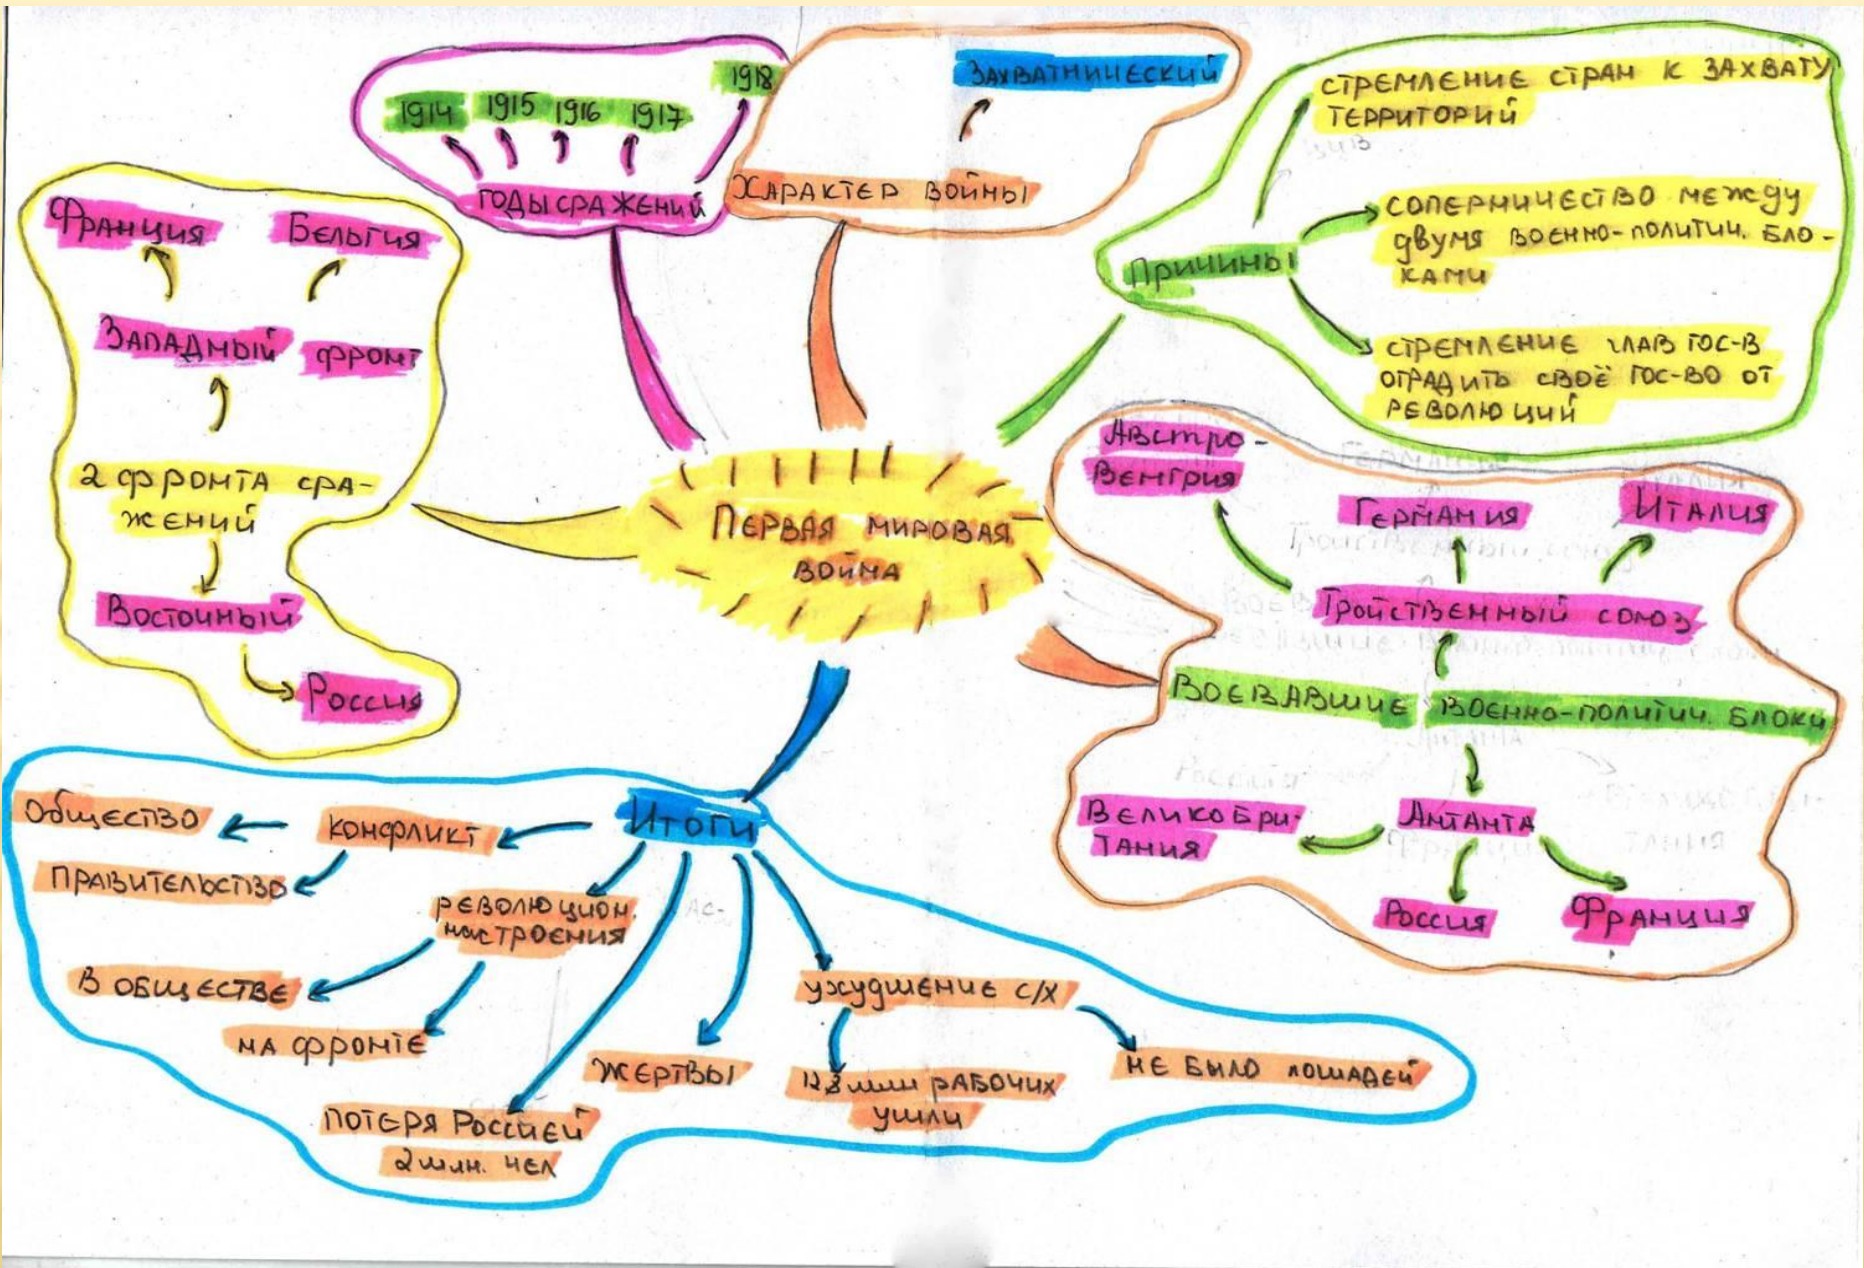 1914
1915
1916
1917
1918
ГОДЫ СРАЖЕНИЙ
ЗАХВАТНИЧЕСКИЙ
ХАРАКТЕР ВОЙНЫ
СТРЕМЛЕНИЕ СТРАН К ЗАХВАТУ
ТЕРРИТОРИЙ
СОПЕРНИЧЕСТВО МЕЖДУ
ДВУМЯ ВОЕННО-ПОЛИТИЧ. БЛО-
КАМИ
ПРИЧИНЫ
СТРЕМЛЕНИЕ ГЛАВ ГОС-В
ОГРАДИТЬ СВОЁ ГОС-ВО ОТ
РЕВОЛЮЦИЙ
ФРАНЦИЯ
БЕЛЬГИЯ
ЗАПАДНЫЙ ФРОНТ
2 ФРОНТА СРА-
ЖЕНИЙ
ВОСТОЧНЫЙ
РОССИЯ
ПЕРВАЯ МИРОВАЯ
ВОЙНА
АВСТРО-
ВЕНГРИЯ
ГЕРМАНИЯ
ИТАЛИЯ
ТРОЙСТВЕННЫЙ СОЮЗ
ВОЕВАВШИЕ ВОЕННО-ПОЛИТИЧ. БЛОКИ
АНТАНТА
ВЕЛИКОБРИ-
ТАНИЯ
РОССИЯ
ФРАНЦИЯ
ИТОГИ
КОНФЛИКТ
ОБЩЕСТВО
ПРАВИТЕЛЬСТВО
РЕВОЛЮЦИОН.
НАСТРОЕНИЯ
В ОБЩЕСТВЕ
НА ФРОНТЕ
ПОТЕРЯ РОССИЕЙ
2 МЛН. ЧЕЛ
ЖЕРТВЫ
УХУДШЕНИЕ С/Х
МЛН РАБОЧИХ
УШЛИ
НЕ БЫЛО ЛОШАДЕЙ